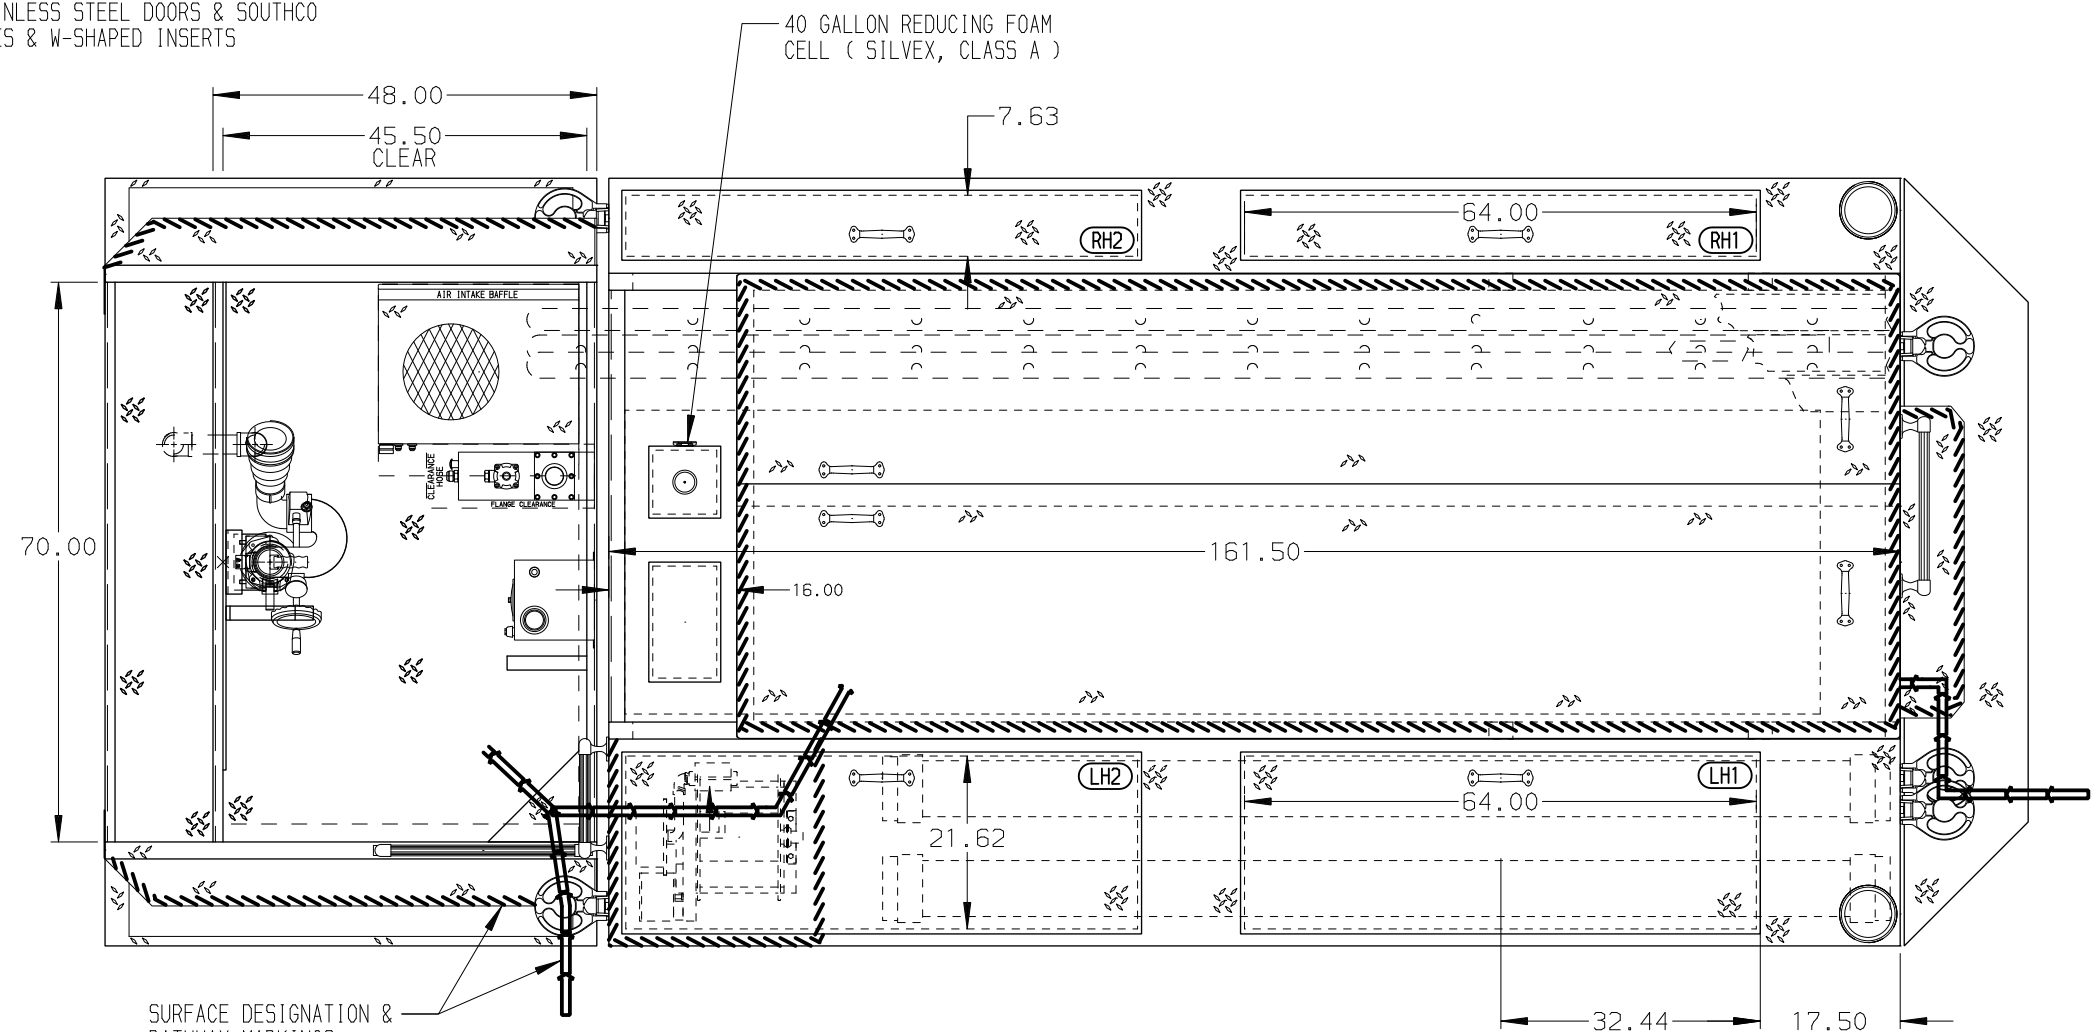 NLESS STEEL DOORS & SOUTHCO
S & W-SHAPED INSERTS
40 GALLON REDUCING FOAM
CELL ( SILVEX, CLASS A )
48.00
45.50
CLEAR
7.63
64.00
RH2
RH1
AIR INTAKE BAFFLE
CLEARANCE
HOSE
FLANGE CLEARANCE
70.00
161.50
16.00
LH2
LH1
64.00
21.62
SURFACE DESIGNATION &
PATHWAY MARKINGS
32.44
17.50